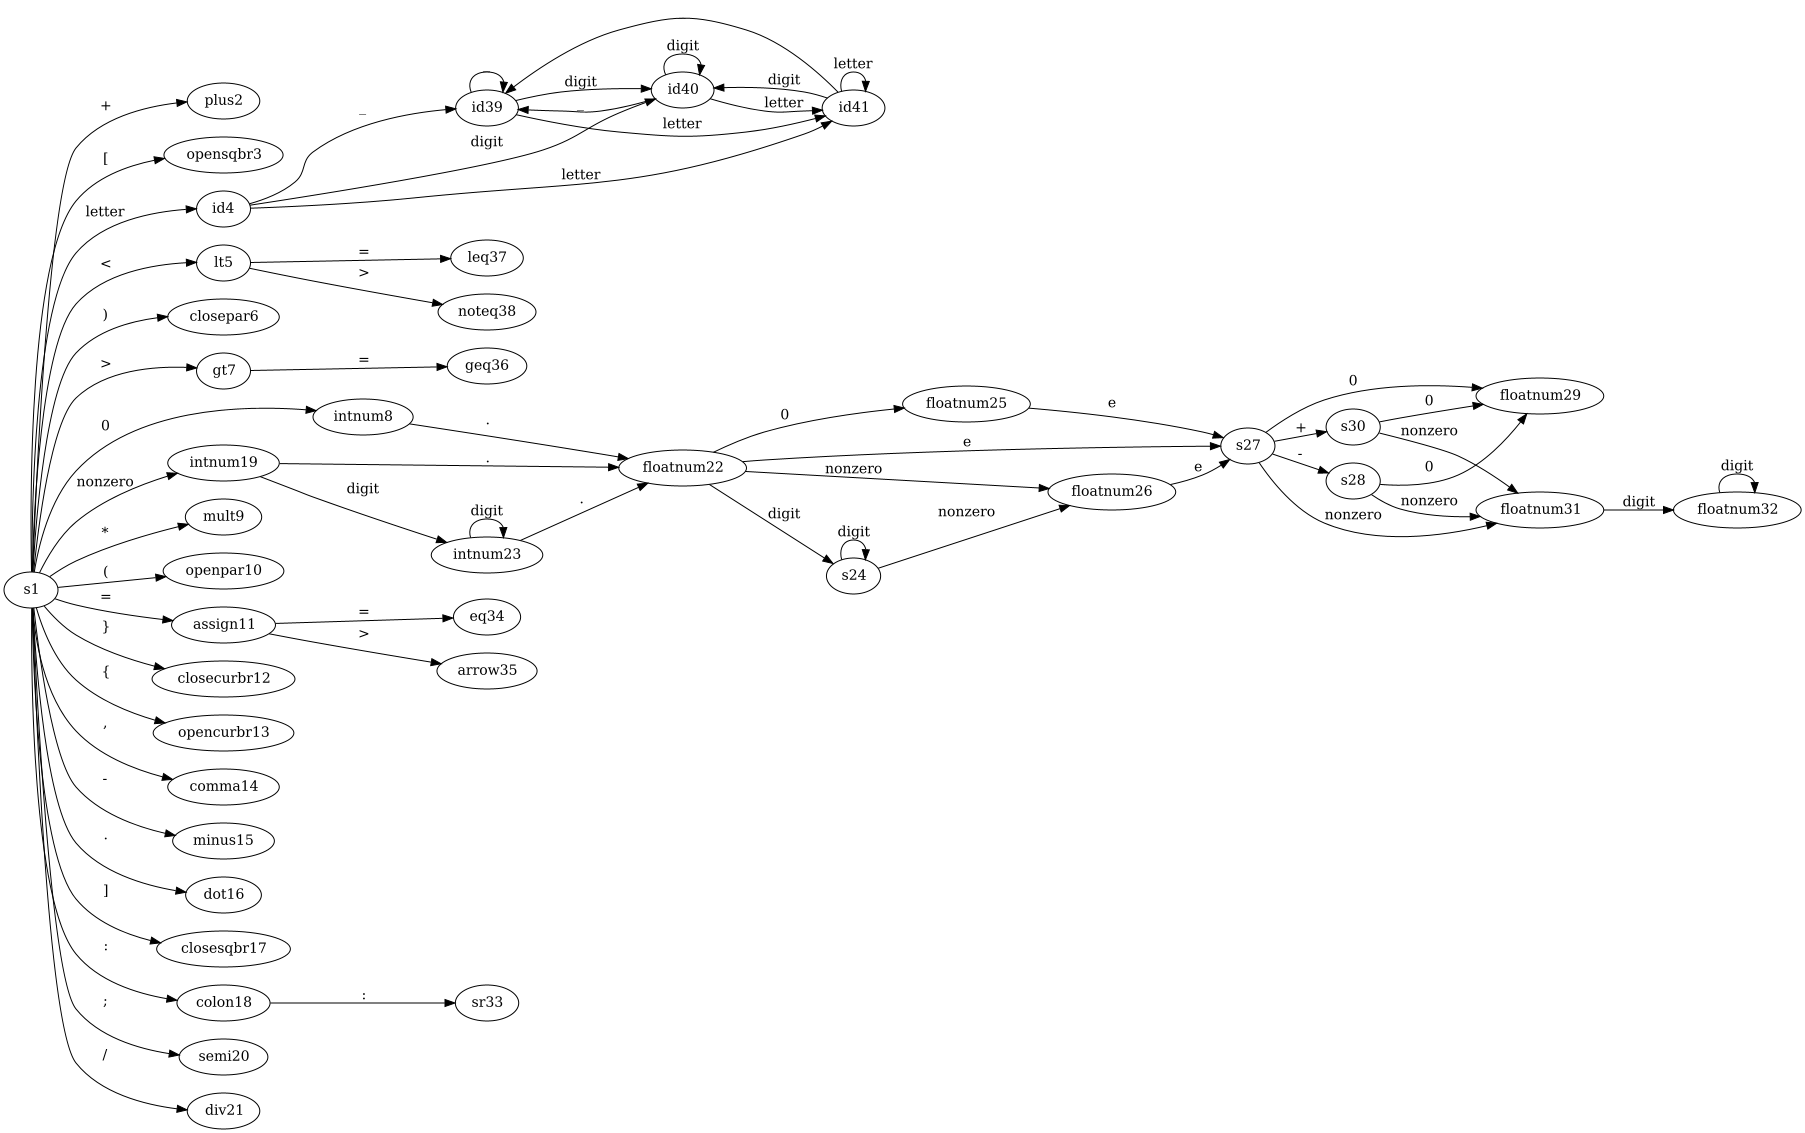 digit
letter
digit
digit
id40
id39
id41
_
letter
letter
_
digit
letter
+
plus2
[
opensqbr3
letter
id4
<
lt5
=
leq37
>
noteq38
)
closepar6
>
gt7
=
geq36
0
intnum8
.
0
floatnum25
e
0
floatnum29
0
s30
+
nonzero
nonzero
intnum19
.
floatnum22
e
s27
-
s28
0
digit
nonzero
floatnum26
e
nonzero
floatnum31
digit
floatnum32
digit
nonzero
*
mult9
digit
intnum23
.
digit
nonzero
digit
s24
s1
(
openpar10
=
assign11
=
eq34
>
arrow35
}
closecurbr12
{
opencurbr13
,
comma14
-
minus15
.
dot16
]
closesqbr17
:
colon18
:
sr33
;
semi20
/
div21